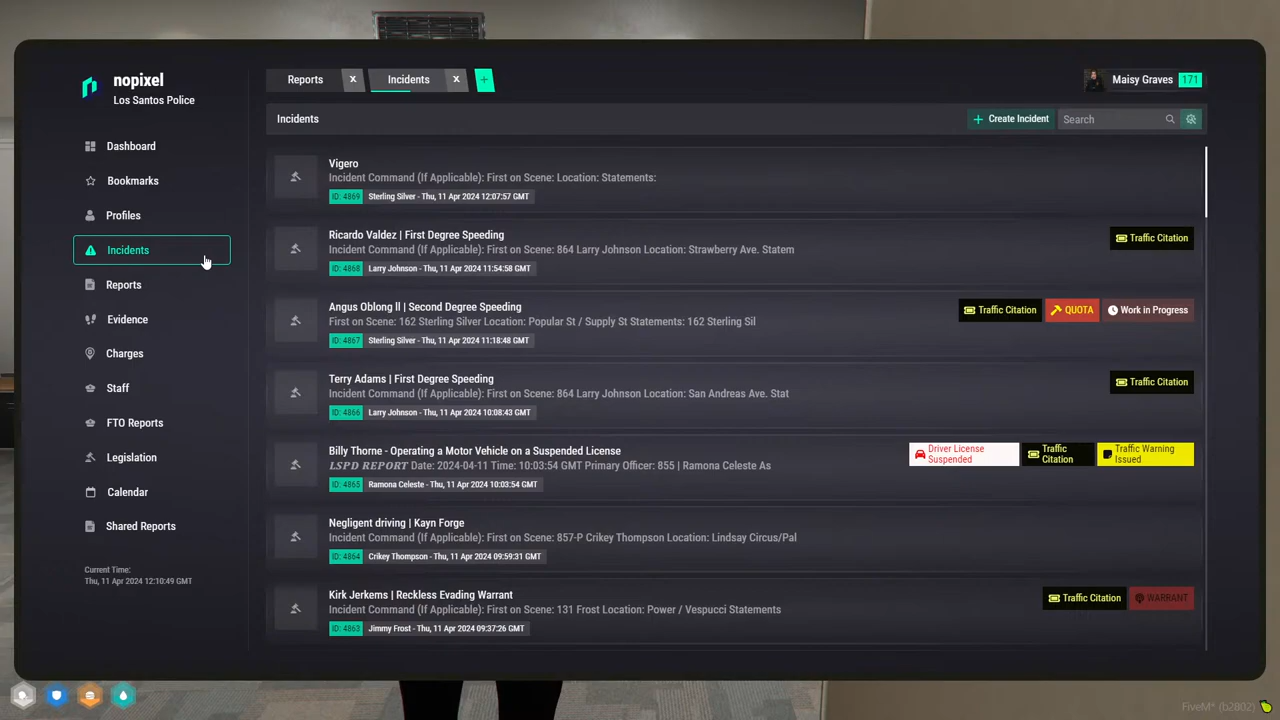 nopixel
Los Santos Police
Dashboard
Bookmarks
Profiles
Incidents
Reports
Evidence
Charges
Staff
FTO Reports
Legislation
Calendar
Shared Reports
Current Time:
Thu, 11 Apr 2024 12:10:49 GMT
Reports x Incidents x +
Maisy Graves 171
Incidents
+ Create Incident
Search
Vigero
Incident Command (If Applicable): First on Scene: Location: Statements:
ID: 4869 Sterling Silver - Thu, 11 Apr 2024 12:07:57 GMT
Ricardo Valdez | First Degree Speeding
Incident Command (If Applicable): First on Scene: 864 Larry Johnson Location: Strawberry Ave. Statem
ID: 4868 Larry Johnson - Thu, 11 Apr 2024 11:54:58 GMT
Traffic Citation
Angus Oblong ll | Second Degree Speeding
First on Scene: 162 Sterling Silver Location: Popular St / Supply St Statements: 162 Sterling Sil
ID: 4867 Sterling Silver - Thu, 11 Apr 2024 11:18:48 GMT
Traffic Citation QUOTA Work in Progress
Terry Adams | First Degree Speeding
Incident Command (If Applicable): First on Scene: 864 Larry Johnson Location: San Andreas Ave. Stat
ID: 4866 Larry Johnson - Thu, 11 Apr 2024 10:08:43 GMT
Traffic Citation
Billy Thorne - Operating a Motor Vehicle on a Suspended License
LSPD REPORT Date: 2024-04-11 Time: 10:03:54 GMT Primary Officer: 855 | Ramona Celeste As
ID: 4865 Ramona Celeste - Thu, 11 Apr 2024 10:03:54 GMT
Driver License
Suspended
Traffic
Citation
Traffic Warning
Issued
Negligent driving | Kayn Forge
Incident Command (If Applicable): First on Scene: 857-P Crikey Thompson Location: Lindsay Circus/Pal
ID: 4864 Crikey Thompson - Thu, 11 Apr 2024 09:59:31 GMT
Kirk Jerkems | Reckless Evading Warrant
Incident Command (If Applicable): First on Scene: 131 Frost Location: Power / Vespucci Statements
ID: 4863 Jimmy Frost - Thu, 11 Apr 2024 09:37:26 GMT
Traffic Citation WARRANT
FiveM* (b2802)